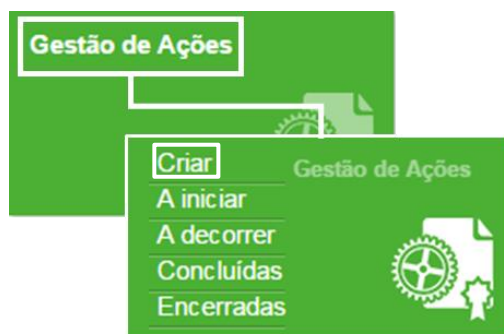 Gestão de Ações
Criar
Gestão de Ações
A iniciar
A decorrer
Concluídas
Encerradas